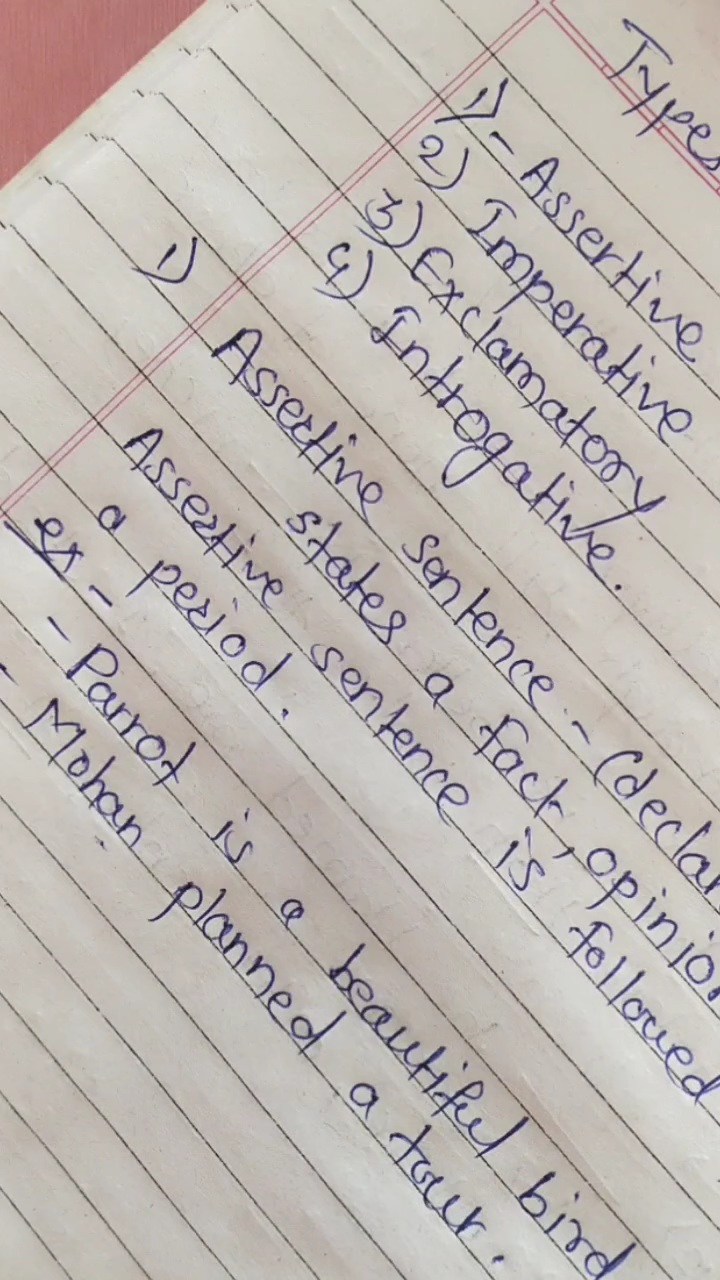 Types
1) - Assertive
2) Imperative
3) Exclamatory
4) Introgative.
1) Assertive sentence - (declar
states a fact, opinion
Assertive sentence is followed
a period.
ex -
- Parrot is a beautiful bird
- Mohan planned a tour.